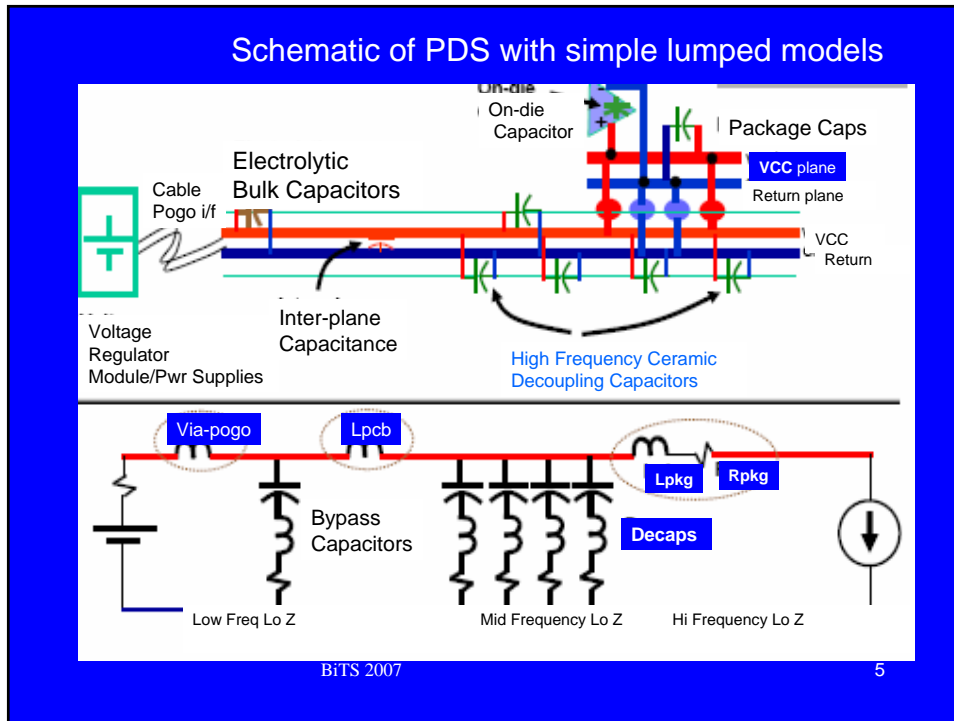 Schematic of PDS with simple lumped models
On-die
On-die
Capacitor
Package Caps
VCC plane
Return plane
Electrolytic
Bulk Capacitors
Cable
Pogo i/f
VCC
Return
Voltage
Regulator
Module/Pwr Supplies
Inter-plane
Capacitance
High Frequency Ceramic
Decoupling Capacitors
Via-pogo
Lpcb
Lpkg
Rpkg
Bypass
Capacitors
Decaps
Low Freq Lo Z
Mid Frequency Lo Z
Hi Frequency Lo Z
BiTS 2007
5